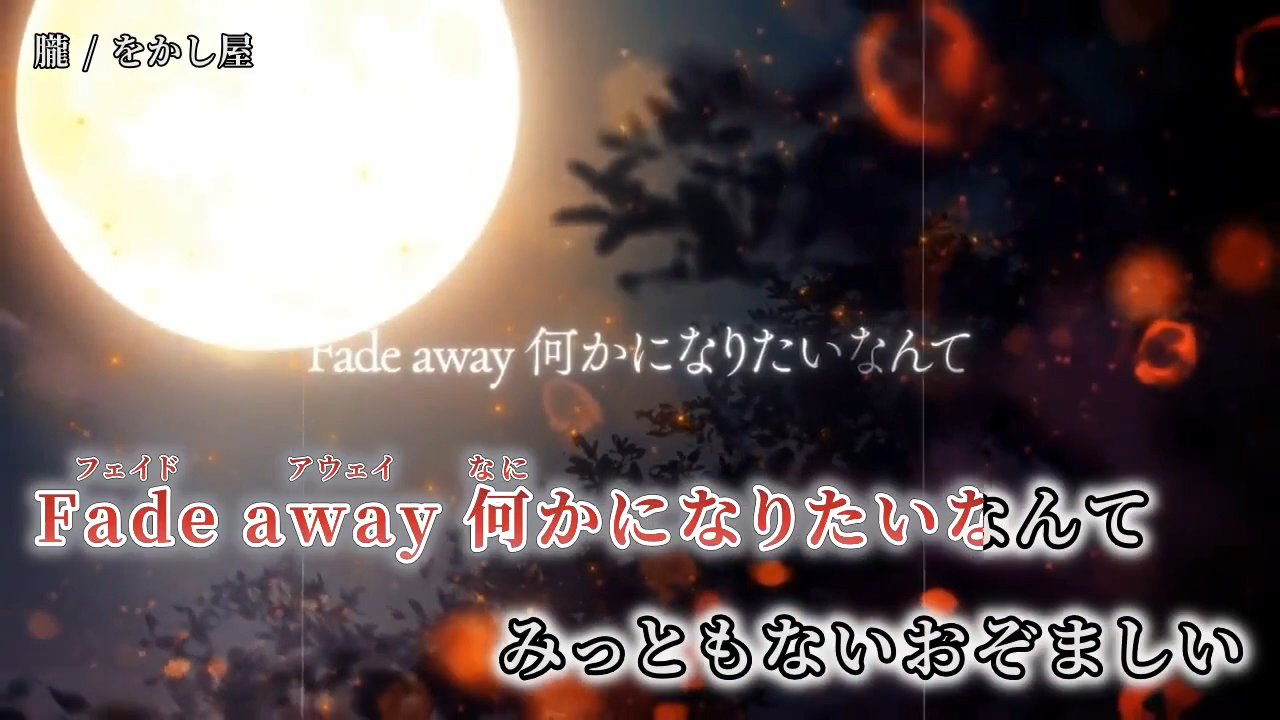 朧 / をかし屋
Fade away 何かになりたいなんて
フェイド アウェイ なに
Fade away 何かになりたいなんて
みっともないおぞましい